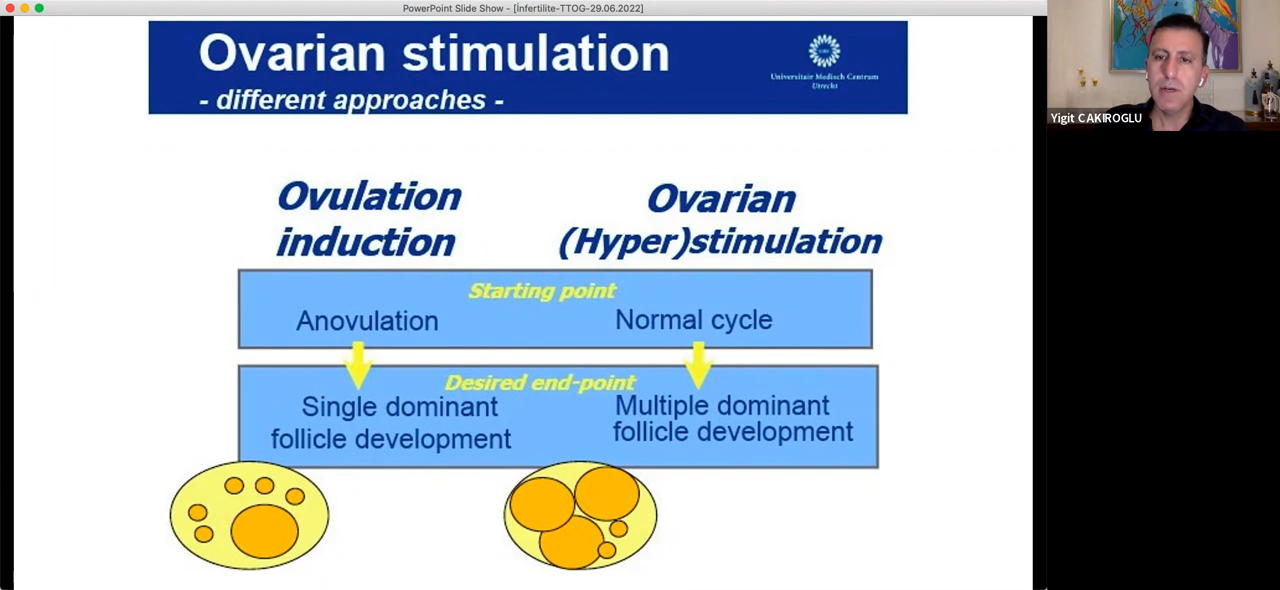 PowerPoint Slide Show - [İnfertilite-TTOG-29.06.2022]
Ovarian stimulation
- different approaches -
Universitair Medisch Centrum
Utrecht
Yigit CAKIROGLU
Ovulation
induction
Ovarian
(Hyper)stimulation
Starting point
Anovulation
Normal cycle
Desired end-point
Single dominant
follicle development
Multiple dominant
follicle development